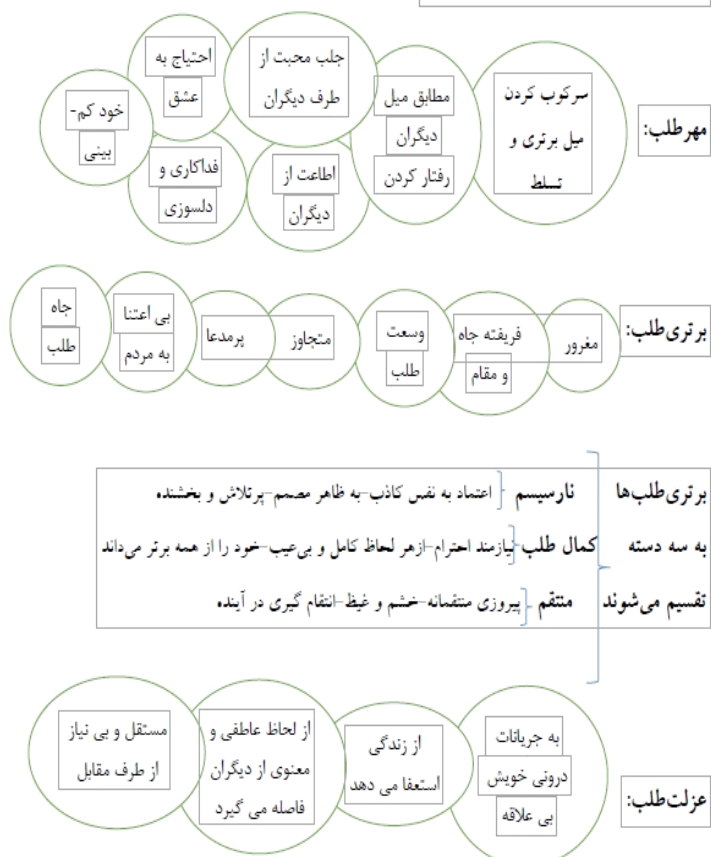 مهرطلب:
سرکوب کردن
میل برتری و
تسلط
مطابق میل
دیگران
رفتار کردن
جلب محبت از
طرف دیگران
اطاعت از
دیگران
احتیاج به
عشق
فداکاری و
دلسوزی
خود کم-
بینی
برتری‌طلب:
مغرور
فریفته جاه
و مقام
وسعت
طلب
متجاوز
پرمدعا
بی اعتنا
به مردم
جاه
طلب
برتری‌طلب‌ها
به سه دسته
تقسیم می‌شوند
نارسیسم
اعتماد به نفس کاذب-به ظاهر مصمم-پرتلاش و بخشنده.
کمال طلب
نیازمند احترام-ازهر لحاظ کامل و بی‌عیب-خود را از همه برتر می‌داند
منتقم
پیروزی منتقمانه-خشم و غیظ-انتقام گیری در آینده.
عزلت‌طلب:
به جریانات
درونی خویش
بی علاقه
از زندگی
استعفا می دهد
از لحاظ عاطفی و
معنوی از دیگران
فاصله می گیرد
مستقل و بی نیاز
از طرف مقابل